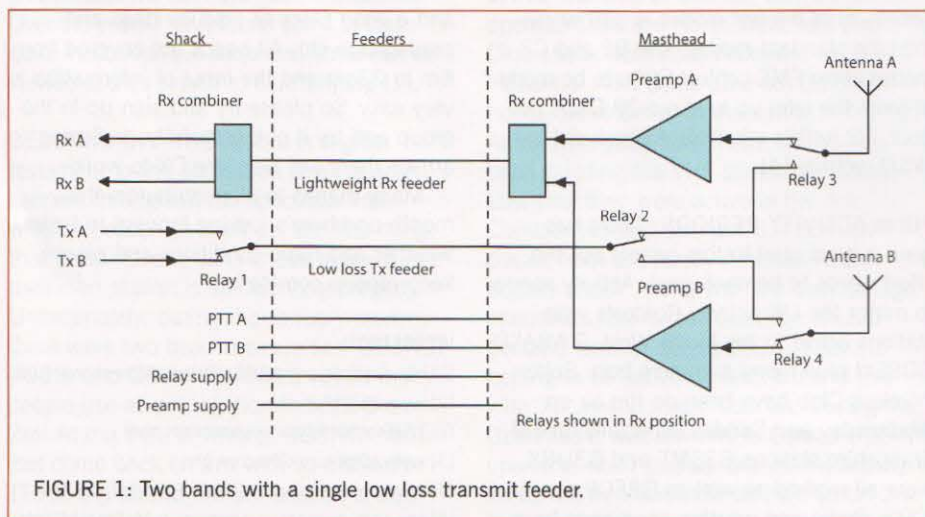 Shack Feeders Masthead
Preamp A
Antenna A
Rx combiner
Rx combiner
Rx A
Rx B
Lightweight Rx feeder
Relay 3
Relay 2
Tx A
Tx B
Antenna B
Relay 1
Low loss Tx feeder
Preamp B
PTT A
PTT B
Relay 4
Relay supply
Preamp supply
Relays shown in Rx position
FIGURE 1: Two bands with a single low loss transmit feeder.